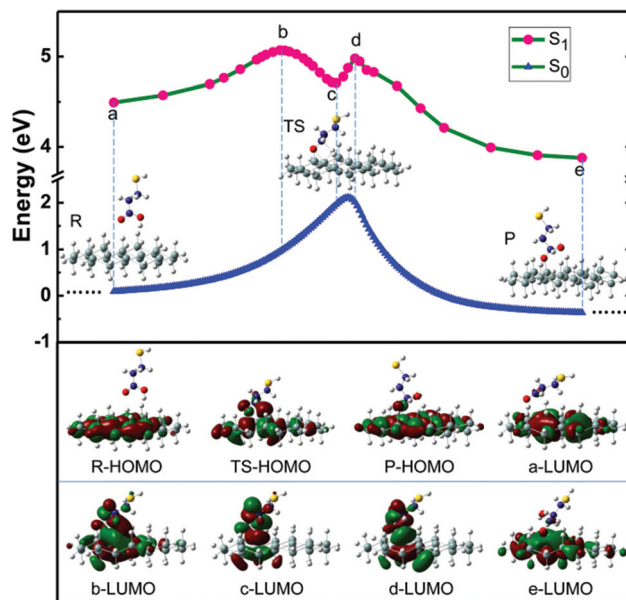 b
d
S1
S0
5
a
c
TS
e
Energy (eV)
4
2
R
P
1
0
-1
R-HOMO
TS-HOMO
P-HOMO
a-LUMO
b-LUMO
c-LUMO
d-LUMO
e-LUMO